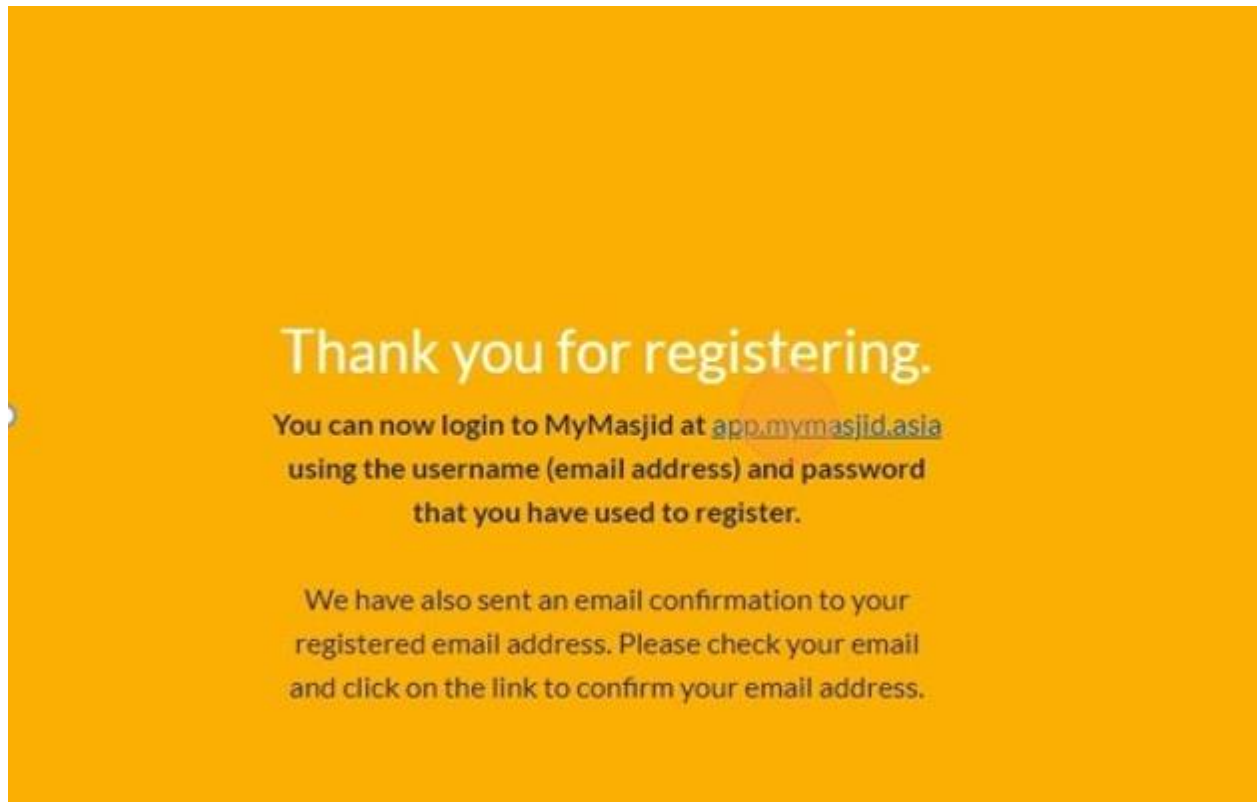 Thank you for registering.
You can now login to MyMasjid at app.mymasjid.asia
using the username (email address) and password
that you have used to register.
We have also sent an email confirmation to your
registered email address. Please check your email
and click on the link to confirm your email address.